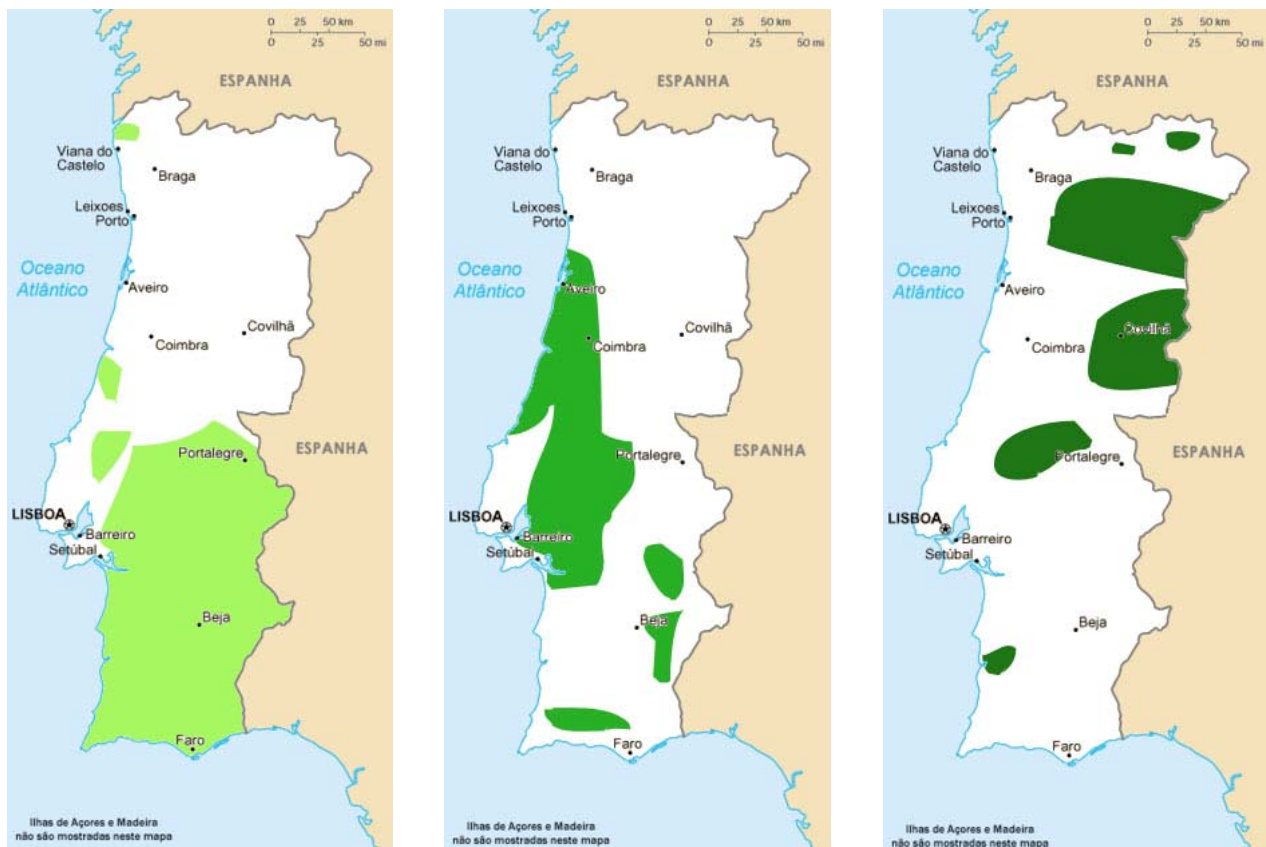 0 25 50 km
0 25 50 mi
ESPANHA
Viana do
Castelo
Braga
Leixoes
Porto
Oceano
Atlântico
Aveiro
Covilhã
Coimbra
ESPANHA
Portalegre
LISBOA
Barreiro
Setúbal
Beja
Faro
Ilhas de Açores e Madeira
não são mostradas neste mapa
0 25 50 km
0 25 50 mi
ESPANHA
Viana do
Castelo
Braga
Leixoes
Porto
Oceano
Atlântico
Aveiro
Covilhã
Coimbra
ESPANHA
Portalegre
LISBOA
Barreiro
Setúbal
Beja
Faro
Ilhas de Açores e Madeira
não são mostradas neste mapa
0 25 50 km
0 25 50 mi
ESPANHA
Viana do
Castelo
Braga
Leixoes
Porto
Oceano
Atlântico
Aveiro
Covilhã
Coimbra
ESPANHA
Portalegre
LISBOA
Barreiro
Setúbal
Beja
Faro
Ilhas de Açores e Madeira
não são mostradas neste mapa